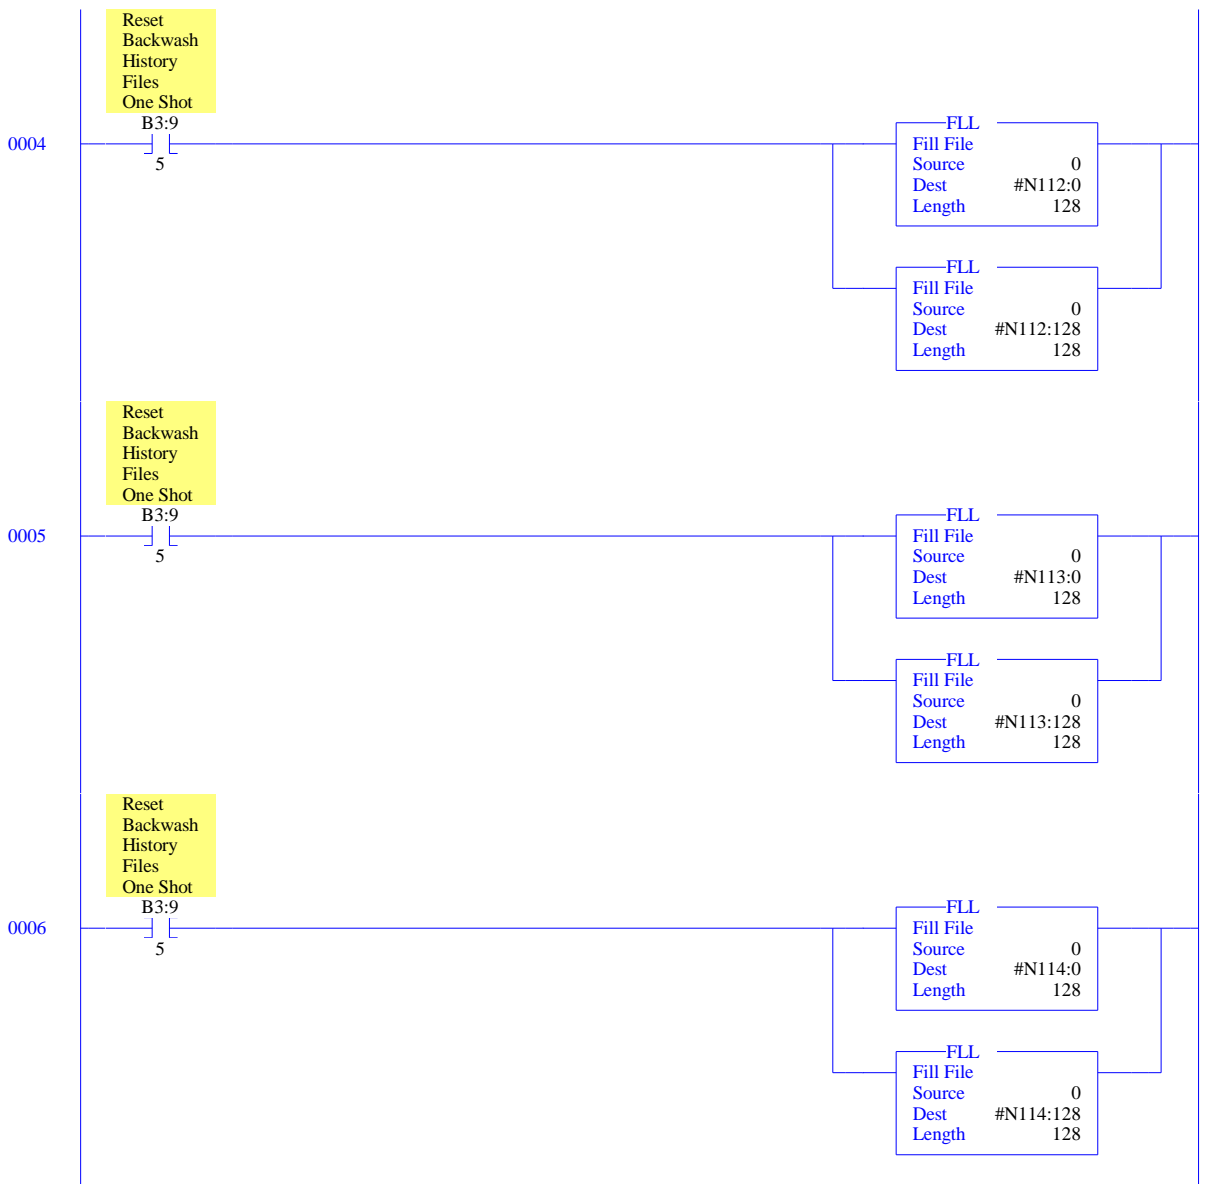 Reset
Backwash
History
Files
One Shot
B3:9
0004
5
FLL
Fill File
Source 0
Dest #N112:0
Length 128
FLL
Fill File
Source 0
Dest #N112:128
Length 128
Reset
Backwash
History
Files
One Shot
B3:9
0005
5
FLL
Fill File
Source 0
Dest #N113:0
Length 128
FLL
Fill File
Source 0
Dest #N113:128
Length 128
Reset
Backwash
History
Files
One Shot
B3:9
0006
5
FLL
Fill File
Source 0
Dest #N114:0
Length 128
FLL
Fill File
Source 0
Dest #N114:128
Length 128